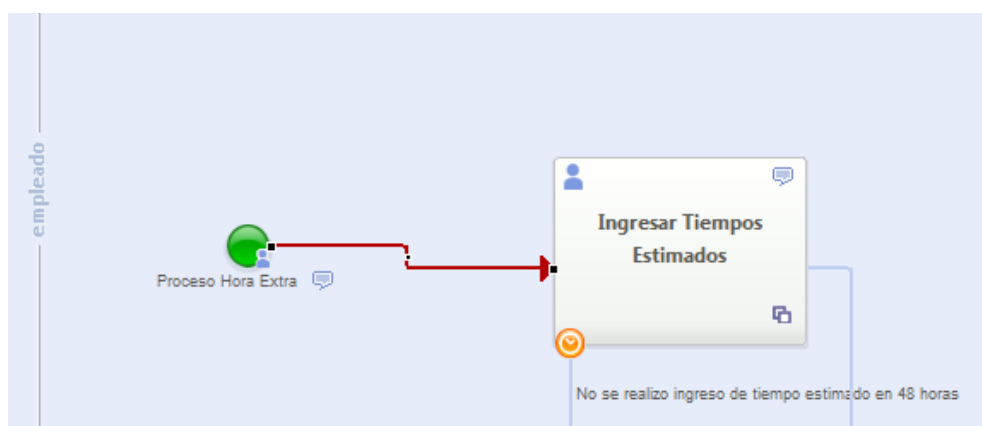 empleado
Ingresar Tiempos
Estimados
Proceso Hora Extra
No se realizo ingreso de tiempo estimado en 48 horas